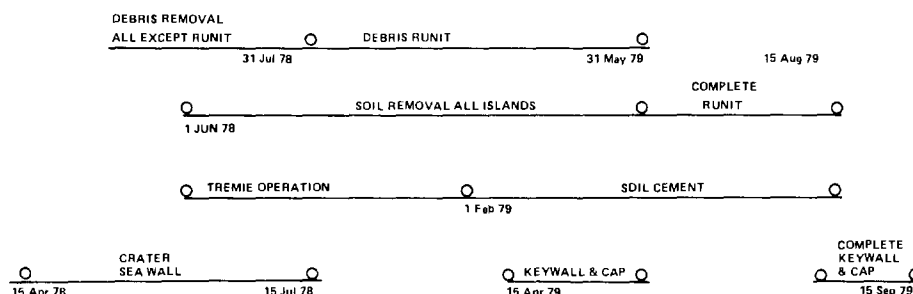 DEBRIS REMOVAL
ALL EXCEPT RUNIT
DEBRIS RUNIT
31 Jul 78
31 May 79
15 Aug 79
SOIL REMOVAL ALL ISLANDS
COMPLETE
RUNIT
1 JUN 78
TREMIE OPERATION
SOIL CEMENT
1 Feb 79
CRATER
SEA WALL
KEYWALL & CAP
COMPLETE
KEYWALL
& CAP
15 Apr 78
15 Jul 78
15 Apr 79
15 Sep 79